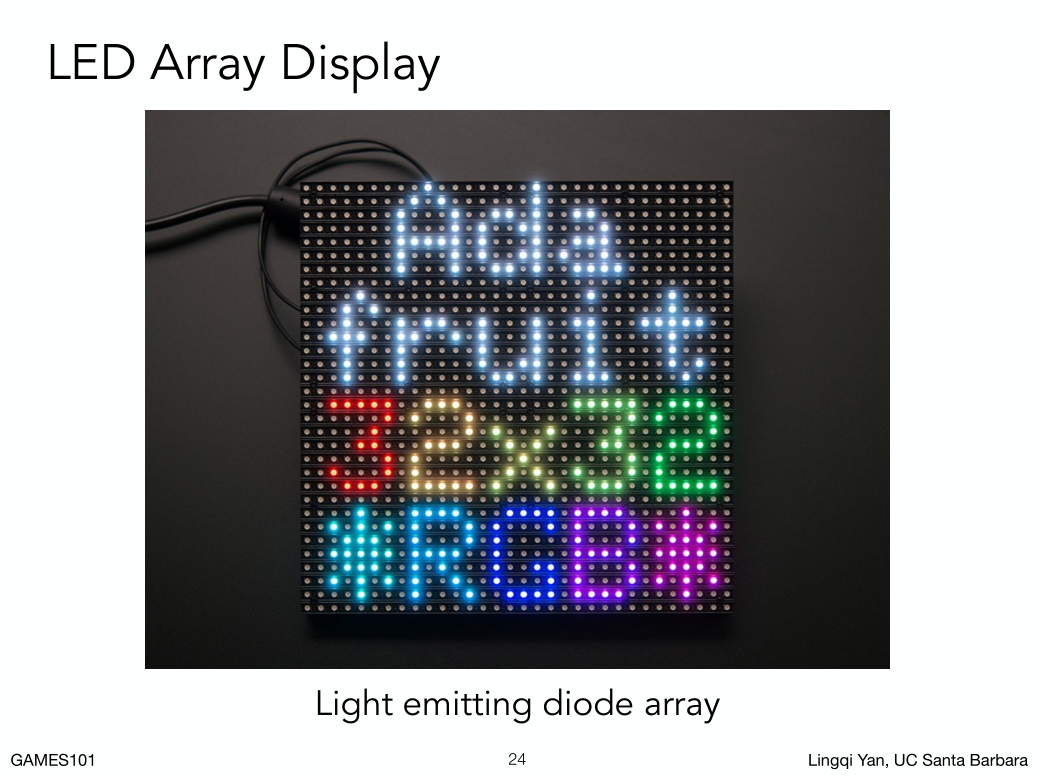 LED Array Display
Ada
fruit.
32x32
*RGB*
Light emitting diode array
GAMES101
24
Lingqi Yan, UC Santa Barbara